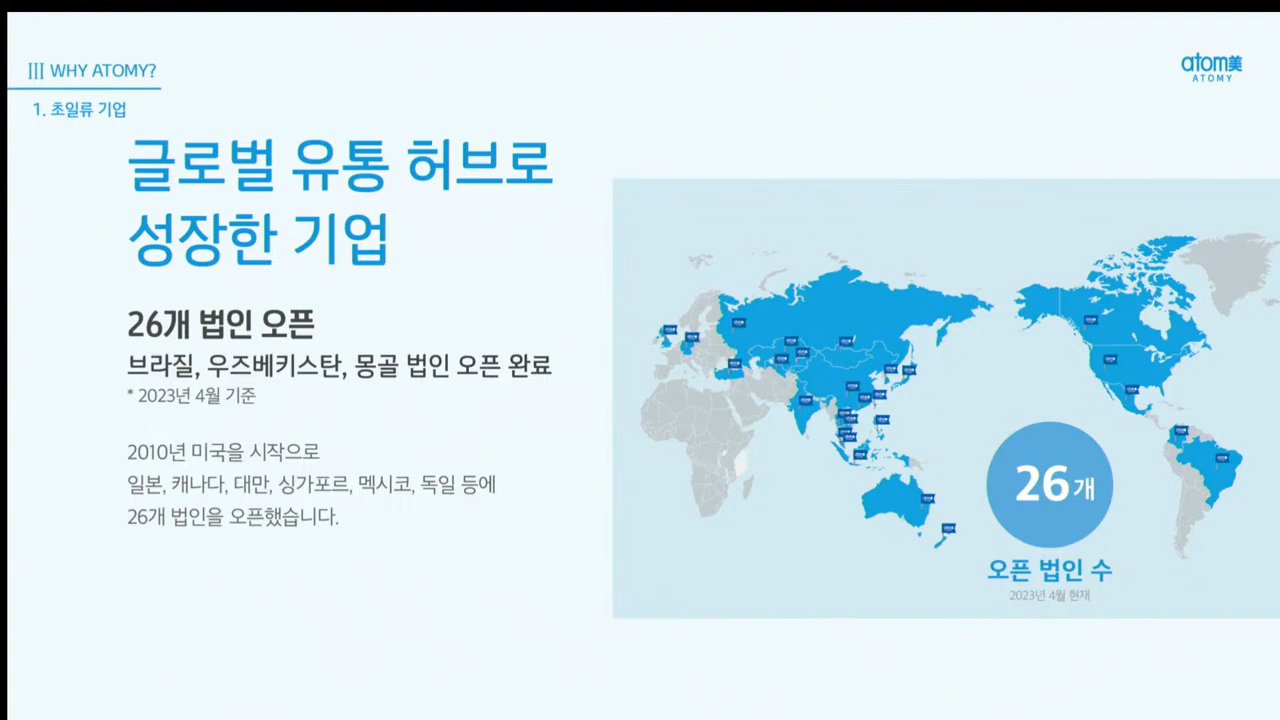 III WHY ATOMY?
atom美
ATOMY
1. 초일류 기업
글로벌 유통 허브로
성장한 기업
26개 법인 오픈
브라질, 우즈베키스탄, 몽골 법인 오픈 완료
* 2023년 4월 기준
2010년 미국을 시작으로
일본, 캐나다, 대만, 싱가포르, 멕시코, 독일 등에
26개 법인을 오픈했습니다.
26개
오픈 법인 수
2023년 4월 현재